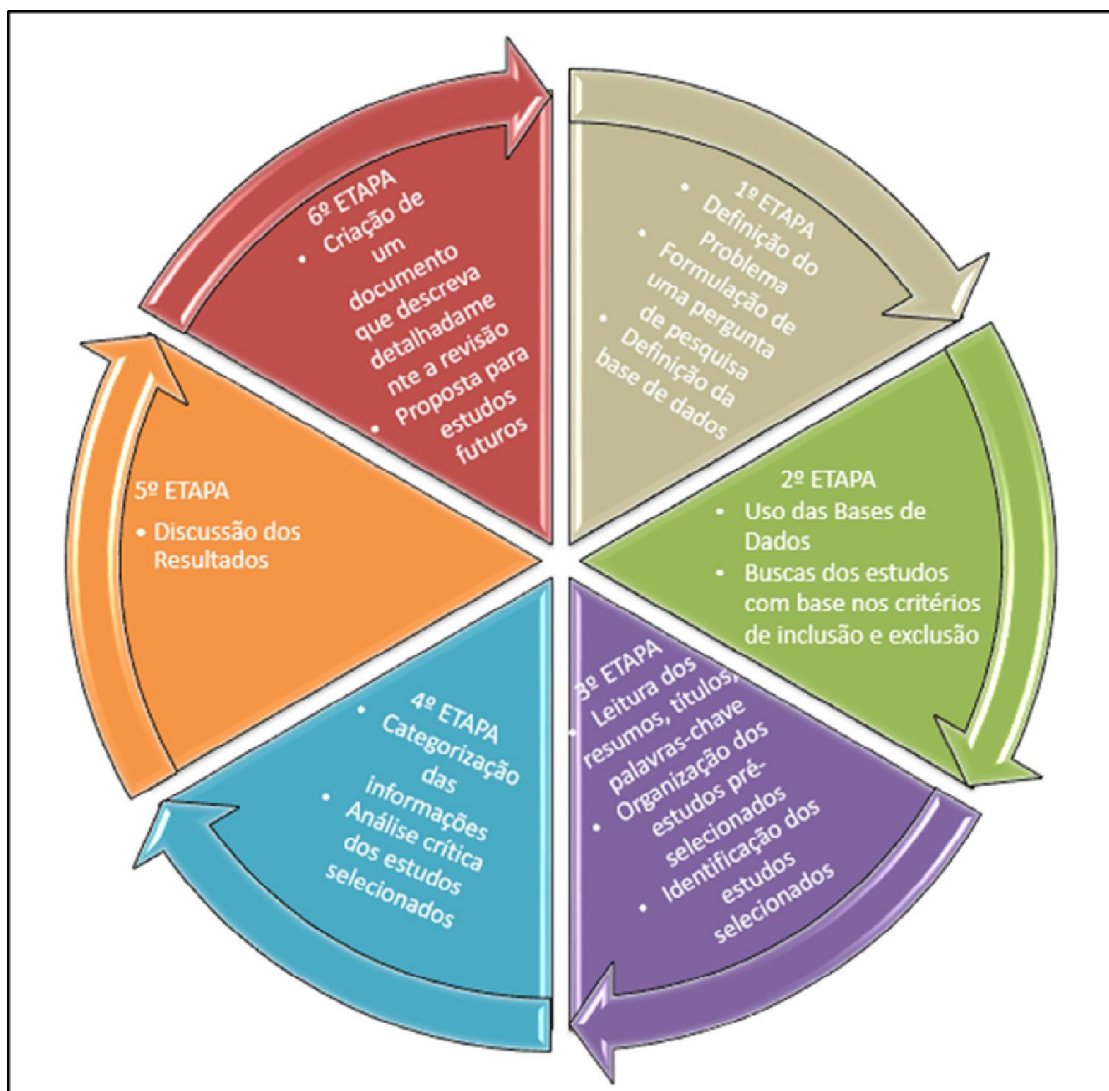 1º ETAPA
• Definição do
Problema
• Formulação de
uma pergunta
de pesquisa
• Definição da
base de dados
2º ETAPA
• Uso das Bases de
Dados
• Buscas dos estudos
com base nos critérios
de inclusão e exclusão
3º ETAPA
• Leitura dos
resumos, títulos,
palavras-chave
• Organização dos
estudos pré-
selecionados
• Identificação dos
estudos
selecionados
4º ETAPA
• Categorização
das
informações
• Análise crítica
dos estudos
selecionados
5º ETAPA
• Discussão dos
Resultados
6º ETAPA
• Criação de
um
documento
que descreva
detalhadame
nte a revisão
• Proposta para
estudos
futuros